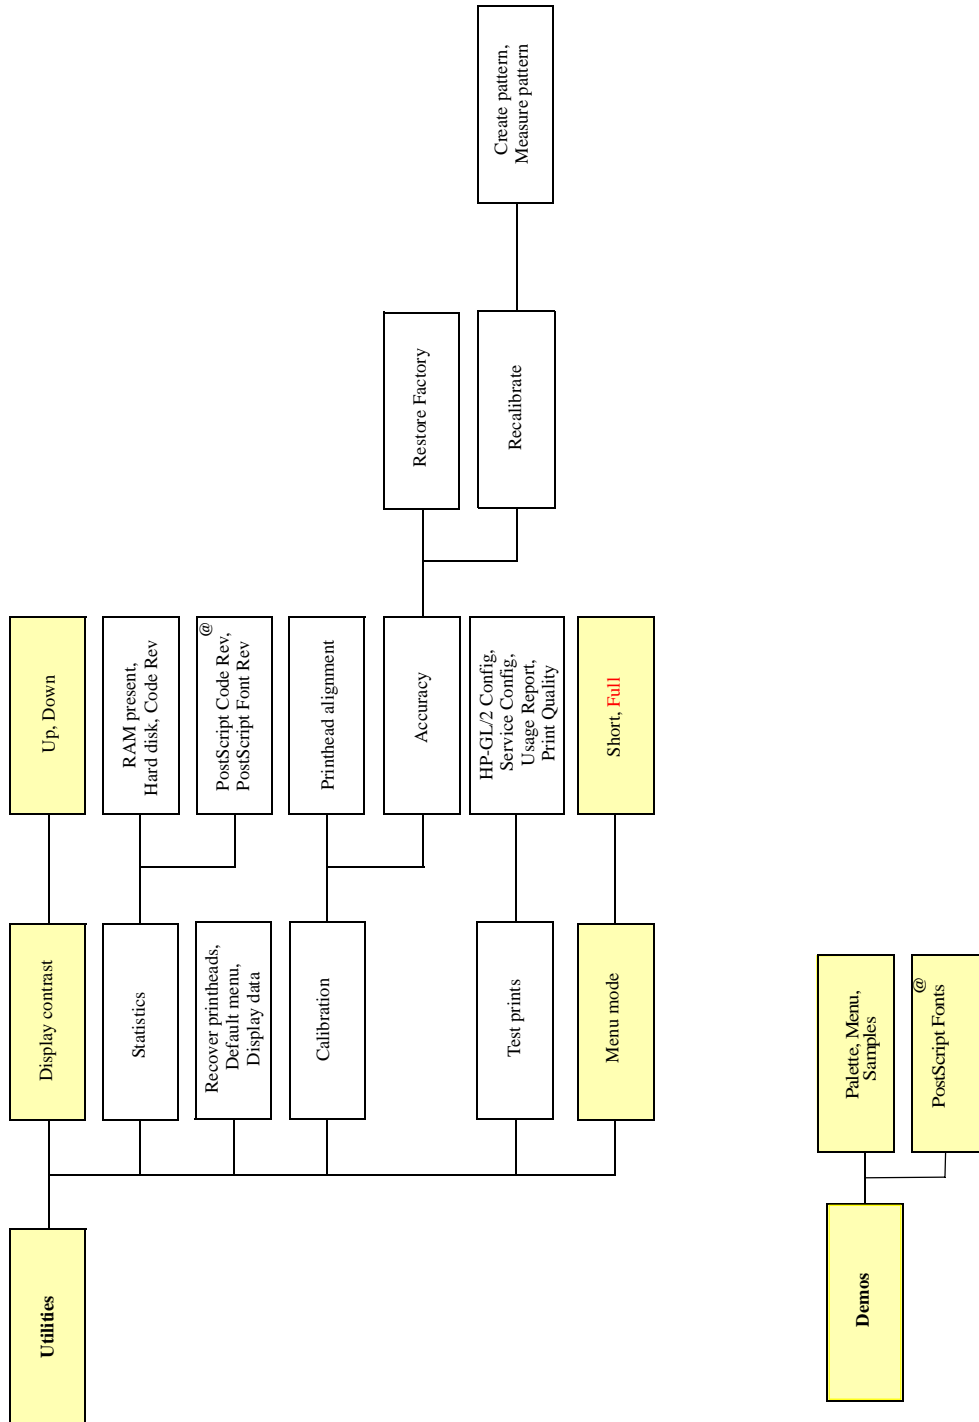 Utilities
Display contrast
Up, Down
Statistics
RAM present,
Hard disk, Code Rev
@
PostScript Code Rev,
PostScript Font Rev
Recover printheads,
Default menu,
Display data
Calibration
Printhead alignment
Accuracy
Restore Factory
Recalibrate
Create pattern,
Measure pattern
Test prints
HP-GL/2 Config,
Service Config,
Usage Report,
Print Quality
Menu mode
Short, Full
Demos
Palette, Menu,
Samples
@
PostScript Fonts